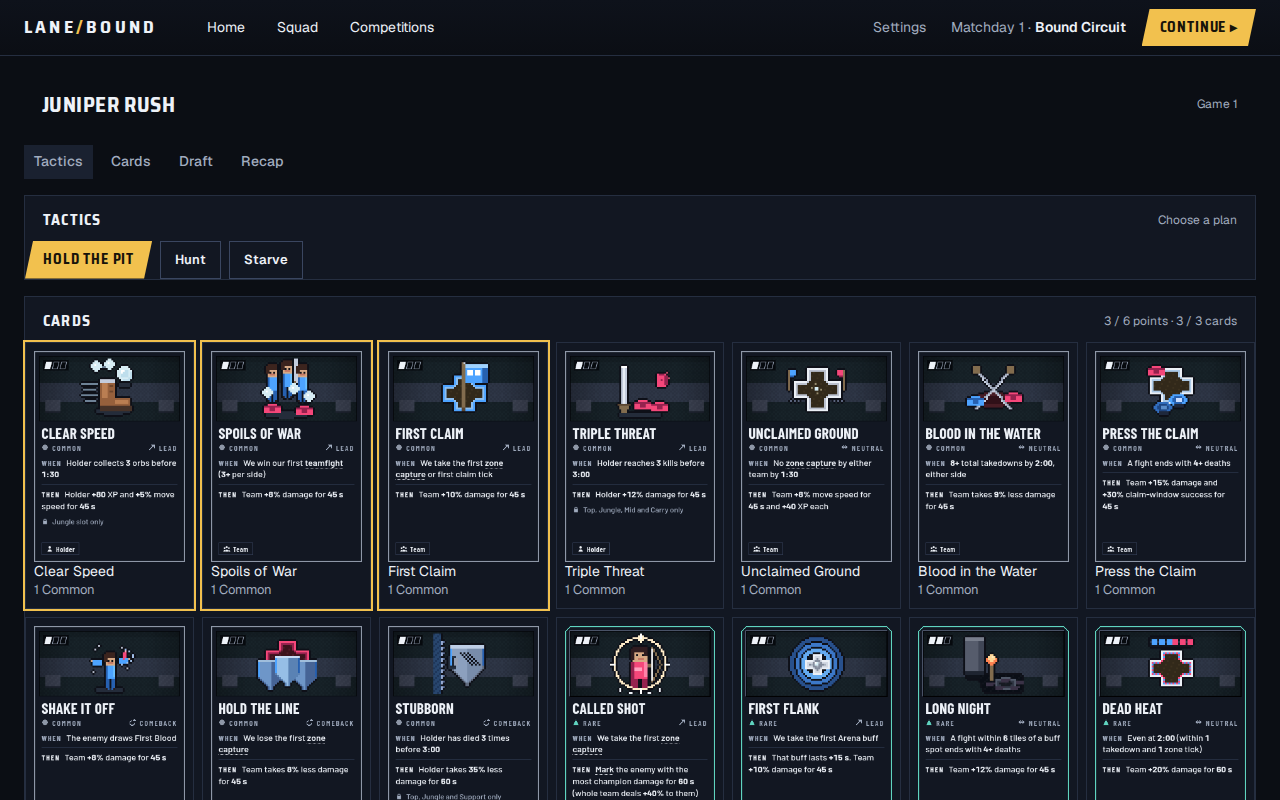 LANE/BOUND
Home Squad Competitions
Settings Matchday 1 · Bound Circuit CONTINUE ▸
JUNIPER RUSH
Game 1
Tactics Cards Draft Recap
TACTICS
Choose a plan
HOLD THE PIT Hunt Starve
CARDS
3 / 6 points · 3 / 3 cards
CLEAR SPEED
COMMON LEAD
WHEN Holder collects 3 orbs before
1:30
THEN Holder +80 XP and +5% move
speed for 45 s
Jungle slot only
Holder
Clear Speed
1 Common
SPOILS OF WAR
COMMON LEAD
WHEN We win our first teamfight
(3+ per side)
THEN Team +8% damage for 45 s
Team
Spoils of War
1 Common
FIRST CLAIM
COMMON LEAD
WHEN We take the first zone
capture or first claim tick
THEN Team +10% damage for 45 s
Team
First Claim
1 Common
TRIPLE THREAT
COMMON LEAD
WHEN Holder reaches 3 kills before
3:00
THEN Holder +12% damage for 45 s
Top, Jungle, Mid and Carry only
Holder
Triple Threat
1 Common
UNCLAIMED GROUND
COMMON NEUTRAL
WHEN No zone capture by either
team by 1:30
THEN Team +8% move speed for
45 s and +40 XP each
Team
Unclaimed Ground
1 Common
BLOOD IN THE WATER
COMMON NEUTRAL
WHEN 8+ total takedowns by 2:00,
either side
THEN Team takes 9% less damage
for 45 s
Team
Blood in the Water
1 Common
PRESS THE CLAIM
COMMON NEUTRAL
WHEN A fight ends with 4+ deaths
THEN Team +15% damage and
+30% claim-window success for
45 s
Team
Press the Claim
1 Common
SHAKE IT OFF
COMMON COMEBACK
WHEN The enemy draws First Blood
THEN Team +8% damage for 45 s
HOLD THE LINE
COMMON COMEBACK
WHEN We lose the first zone
capture
THEN Team takes 8% less damage
for 45 s
STUBBORN
COMMON COMEBACK
WHEN Holder has died 3 times
before 3:00
THEN Holder takes 35% less
damage for 60 s
Top, Jungle and Support only
CALLED SHOT
RARE LEAD
WHEN We take the first zone
capture
THEN Mark the enemy with the
most champion damage for 60 s
(whole team deals +40% to them)
FIRST FLANK
RARE LEAD
WHEN We take the first Arena buff
THEN That buff lasts +15 s. Team
+10% damage for 45 s
LONG NIGHT
RARE NEUTRAL
WHEN A fight within 6 tiles of a buff
spot ends with 4+ deaths
THEN Team +12% damage for 45 s
DEAD HEAT
RARE NEUTRAL
WHEN Even at 2:00 (within 1
takedown and 1 zone tick)
THEN Team +20% damage for 60 s